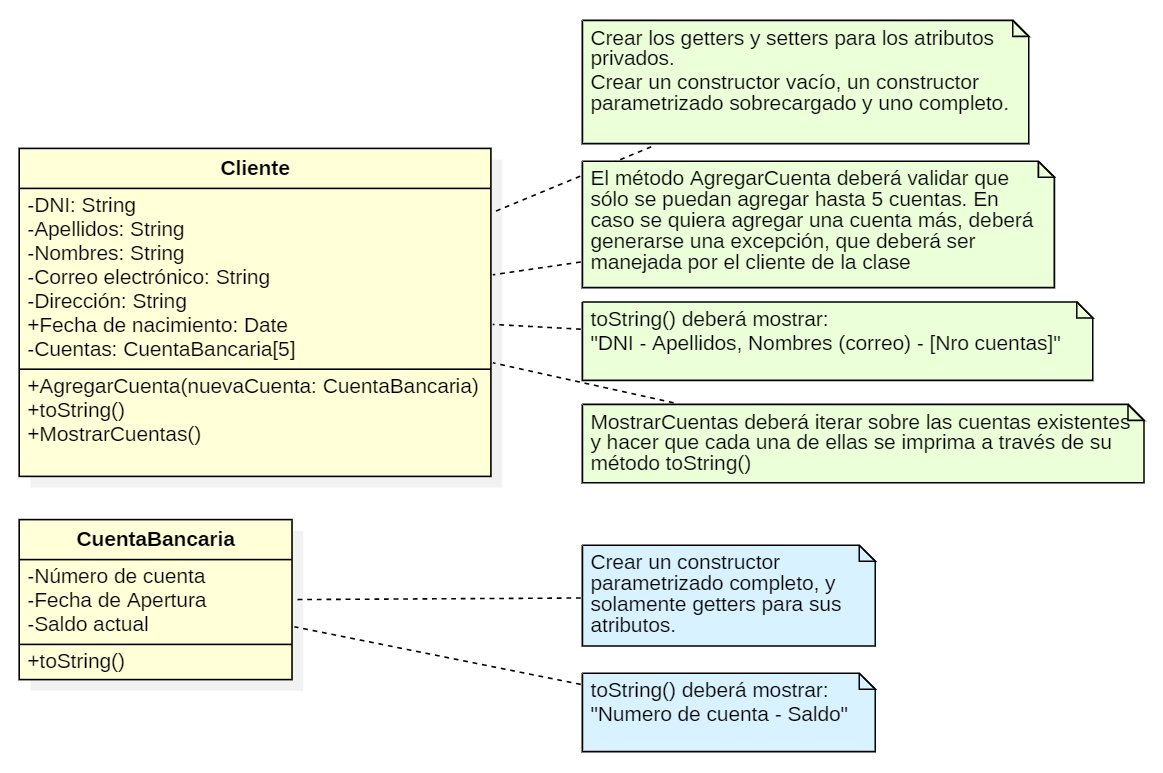 Crear los getters y setters para los atributos
privados.
Crear un constructor vacío, un constructor
parametrizado sobrecargado y uno completo.
Cliente
-DNI: String
-Apellidos: String
-Nombres: String
-Correo electrónico: String
-Dirección: String
+Fecha de nacimiento: Date
-Cuentas: CuentaBancaria[5]
+AgregarCuenta(nuevaCuenta: CuentaBancaria)
+toString()
+MostrarCuentas()
El método AgregarCuenta deberá validar que
sólo se puedan agregar hasta 5 cuentas. En
caso se quiera agregar una cuenta más, deberá
generarse una excepción, que deberá ser
manejada por el cliente de la clase
toString() deberá mostrar:
"DNI - Apellidos, Nombres (correo) - [Nro cuentas]"
MostrarCuentas deberá iterar sobre las cuentas existentes
y hacer que cada una de ellas se imprima a través de su
método toString()
CuentaBancaria
-Número de cuenta
-Fecha de Apertura
-Saldo actual
+toString()
Crear un constructor
parametrizado completo, y
solamente getters para sus
atributos.
toString() deberá mostrar:
"Numero de cuenta - Saldo"